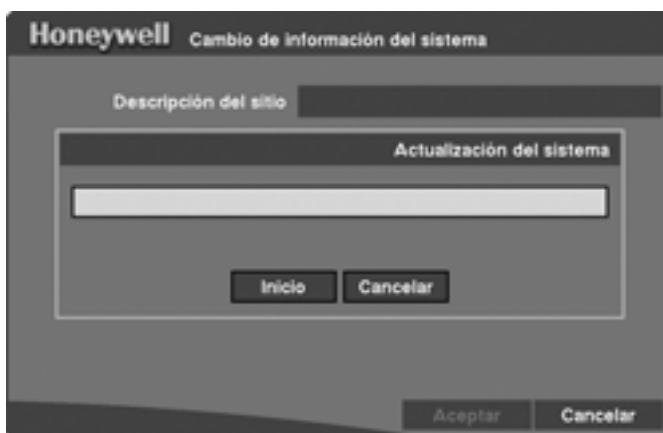 Honeywell Cambio de información del sistema
Descripción del sitio
Actualización del sistema
Inicio Cancelar
Aceptar Cancelar